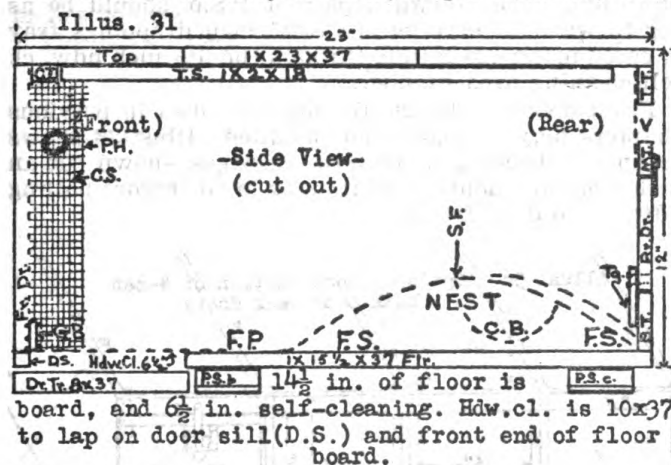 Illus. 31
23"
Top 1X23X37
T.S. 1X2X18
(Front) (Rear)
P.H. V
-Side View-
C.S.
(cut out)
12"
S.F.
Fr. Dr.
NEST
C.B.
F.P. F.S. F.S.
D.S. Hdw.Cl. 6½" 1X15½X37 Flr.
Dr.Tr. 8x37 P.S.b 14½ in. of floor is P.S.c.
board, and 6½ in. self-cleaning. Hdw.cl. is 10x37
to lap on door sill(D.S.) and front end of floor
board.